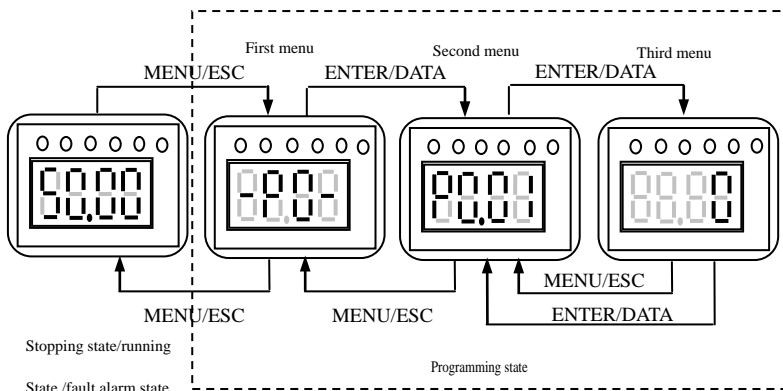 First menu
Second menu
Third menu
MENU/ESC
ENTER/DATA
ENTER/DATA
50.00
-P0-
P0.01
0
MENU/ESC
MENU/ESC
MENU/ESC
ENTER/DATA
Stopping state/running
State /fault alarm state
Programming state